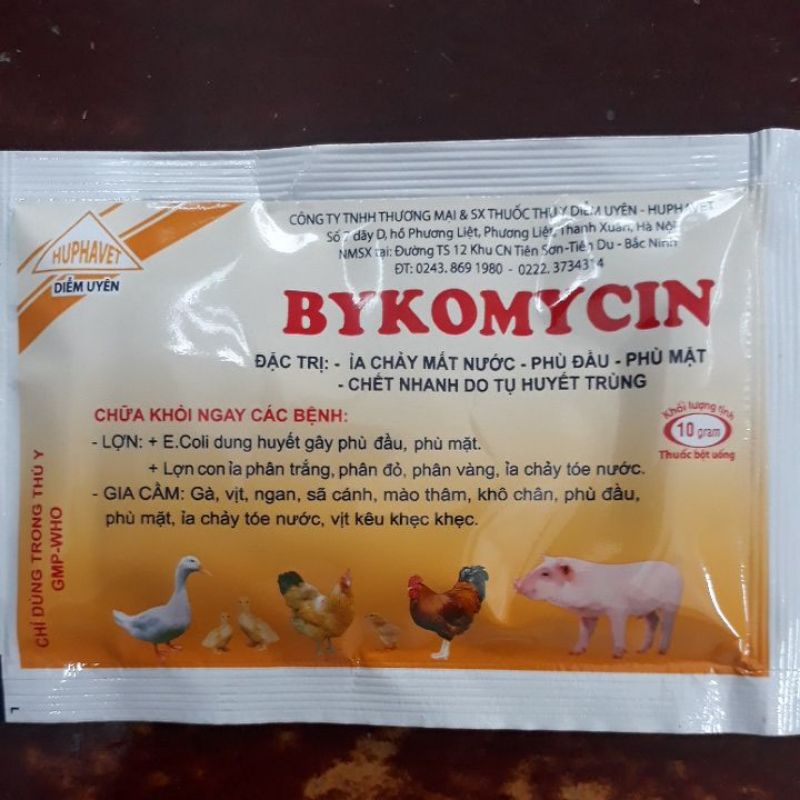 HUPHAVET
DIỄM UYÊN
CÔNG TY TNHH THƯƠNG MẠI & SX THUỐC THÚ Y DIỄM UYÊN - HUPHAVET
Số 7 dãy D, hồ Phương Liệt, Phương Liệt, Thanh Xuân, Hà Nội
NMSX tại: Đường TS 12 Khu CN Tiên Sơn-Tiên Du - Bắc Ninh
ĐT: 0243. 869 1980 - 0222. 3734314
BYKOMYCIN
ĐẶC TRỊ: - ỈA CHẢY MẤT NƯỚC - PHÙ ĐẦU - PHÙ MẶT
- CHẾT NHANH DO TỤ HUYẾT TRÙNG
CHỮA KHỎI NGAY CÁC BỆNH:
- LỢN: + E.Coli dung huyết gây phù đầu, phù mặt.
+ Lợn con ỉa phân trắng, phân đỏ, phân vàng, ỉa chảy tóe nước.
- GIA CẦM: Gà, vịt, ngan, sã cánh, mào thâm, khô chân, phù đầu,
phù mặt, ỉa chảy tóe nước, vịt kêu khẹc khẹc.
Khối lượng tịnh
10 gram
Thuốc bột uống
CHỈ DÙNG TRONG THÚ Y
GMP-WHO